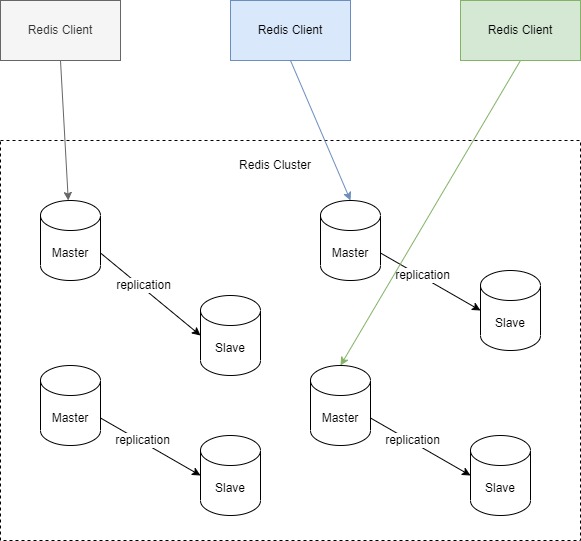 Redis Client
Redis Client
Redis Client
Redis Cluster
Master
Master
replication
replication
Slave
Slave
Master
Master
replication
replication
Slave
Slave